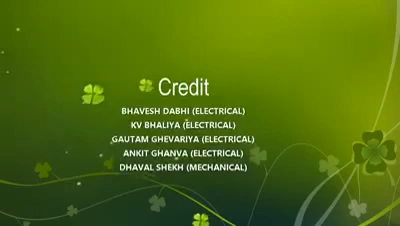 Credit
BHAVESH DABHI (ELECTRICAL)
KV BHALIYA (ELECTRICAL)
GAUTAM GHEVARIYA (ELECTRICAL)
ANKIT GHANVA (ELECTRICAL)
DHAVAL SHEKH (MECHANICAL)